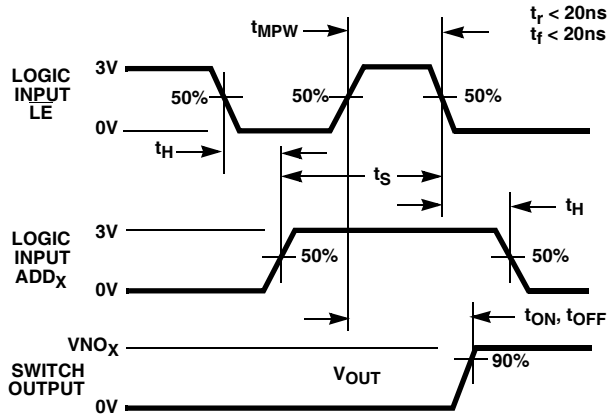 tMPW
tr < 20ns
tf < 20ns
LOGIC
INPUT
LE
3V
50%
50%
50%
0V
tH
tS
tH
LOGIC
INPUT
ADDX
3V
50%
50%
0V
tON, tOFF
SWITCH
OUTPUT
VNOX
VOUT
90%
0V